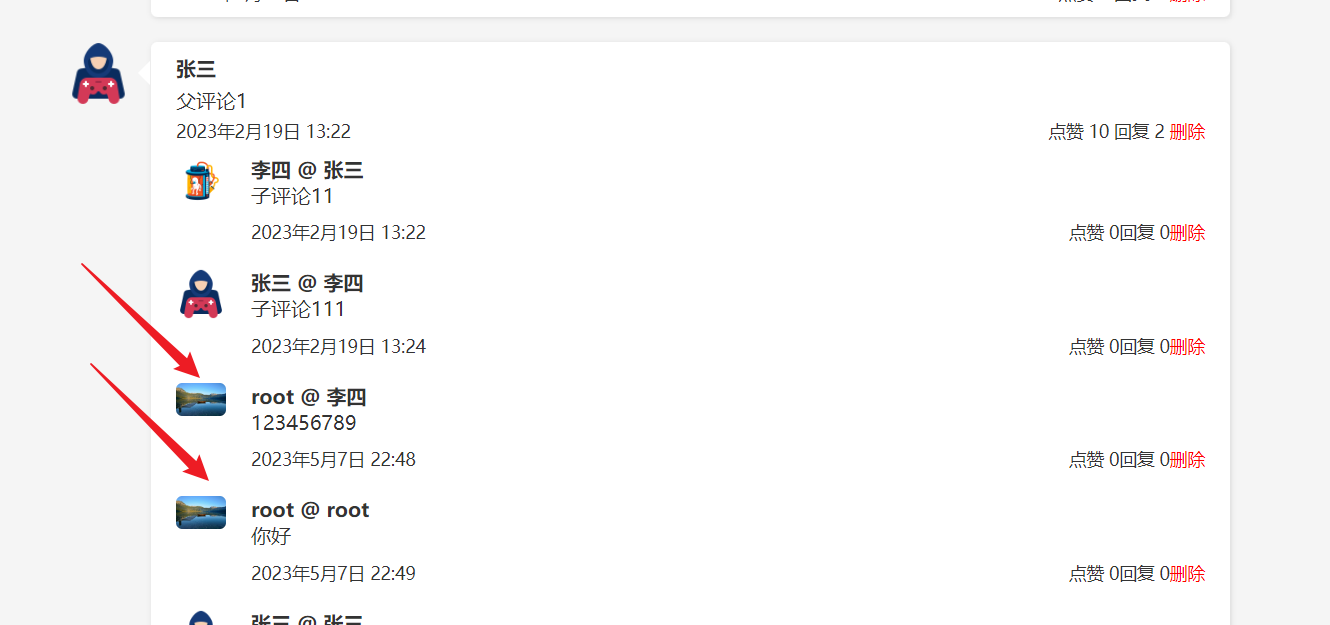 张三
父评论1
2023年2月19日 13:22 点赞 10 回复 2 删除
李四 @ 张三
子评论11
2023年2月19日 13:22 点赞 0回复 0删除
张三 @ 李四
子评论111
2023年2月19日 13:24 点赞 0回复 0删除
root @ 李四
123456789
2023年5月7日 22:48 点赞 0回复 0删除
root @ root
你好
2023年5月7日 22:49 点赞 0回复 0删除
张三 @ 张三